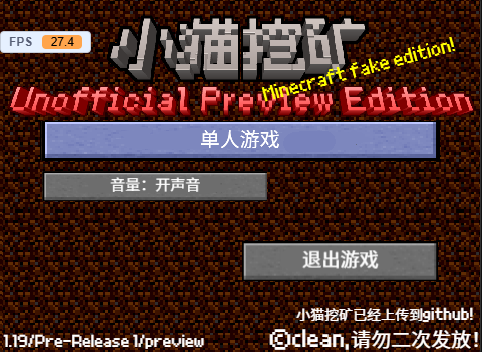 FPS 27.4
小猫挖矿
Minecraft fake edition!
Unofficial Preview Edition
单人游戏
音量：开声音
退出游戏
小猫挖矿已经上传到github!
1.19/Pre-Release 1/preview
©clean,请勿二次发放!